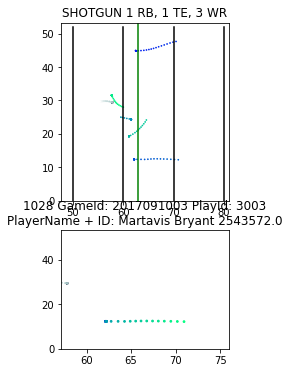 SHOTGUN 1 RB, 1 TE, 3 WR
50
40
30
20
10
0
50 60 70 80
1028 GameId: 2017091003 PlayId: 3003
PlayerName + ID: Martavis Bryant 2543572.0
40
20
0
60 65 70 75